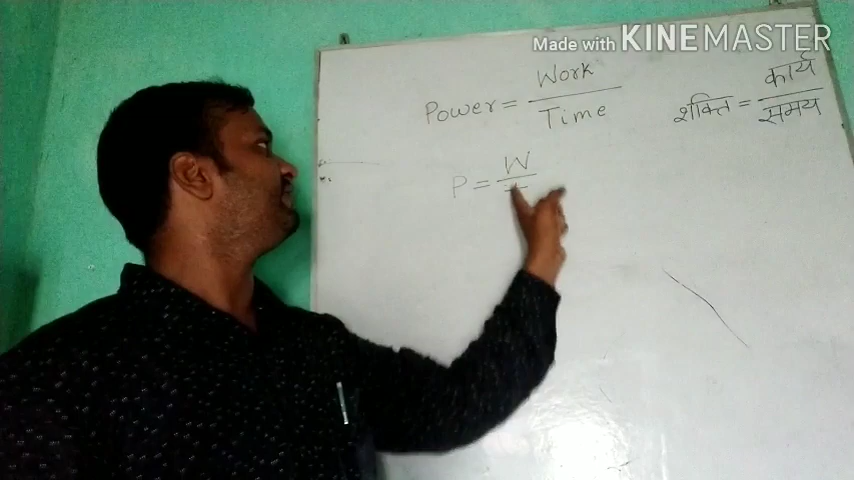 Made with KINEMASTER
Power = Work / Time
शक्ति = कार्य / समय
P = W / t